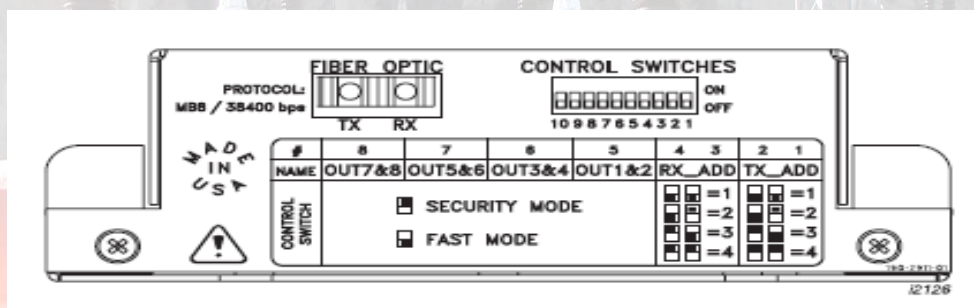 FIBER OPTIC
CONTROL SWITCHES
PROTOCOL:
MB8 / 38400 bps
ON
OFF
TX RX
10 9 8 7 6 5 4 3 2 1
MADE
IN
USA
# 8 7 6 5 4 3 2 1
NAME OUT7&8 OUT5&6 OUT3&4 OUT1&2 RX_ADD TX_ADD
CONTROL
SWITCH
SECURITY MODE
FAST MODE
=1 =1
=2 =2
=3 =3
=4 =4
!
i2126